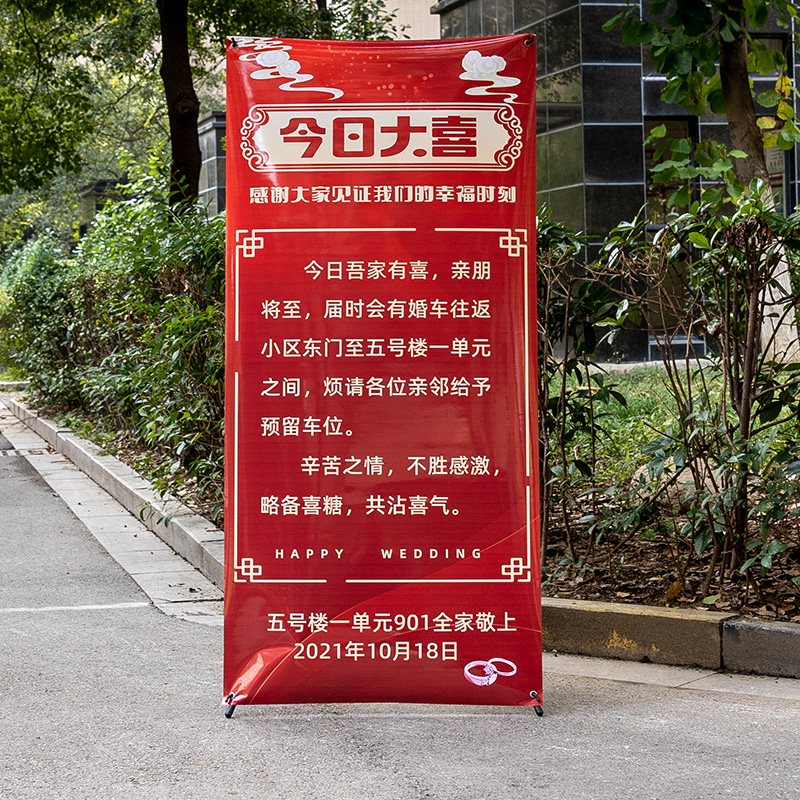 今日大喜
感谢大家见证我们的幸福时刻
今日吾家有喜，亲朋
将至，届时会有婚车往返
小区东门至五号楼一单元
之间，烦请各位亲邻给予
预留车位。
辛苦之情，不胜感激，
略备喜糖，共沾喜气。
HAPPY WEDDING
五号楼一单元901全家敬上
2021年10月18日